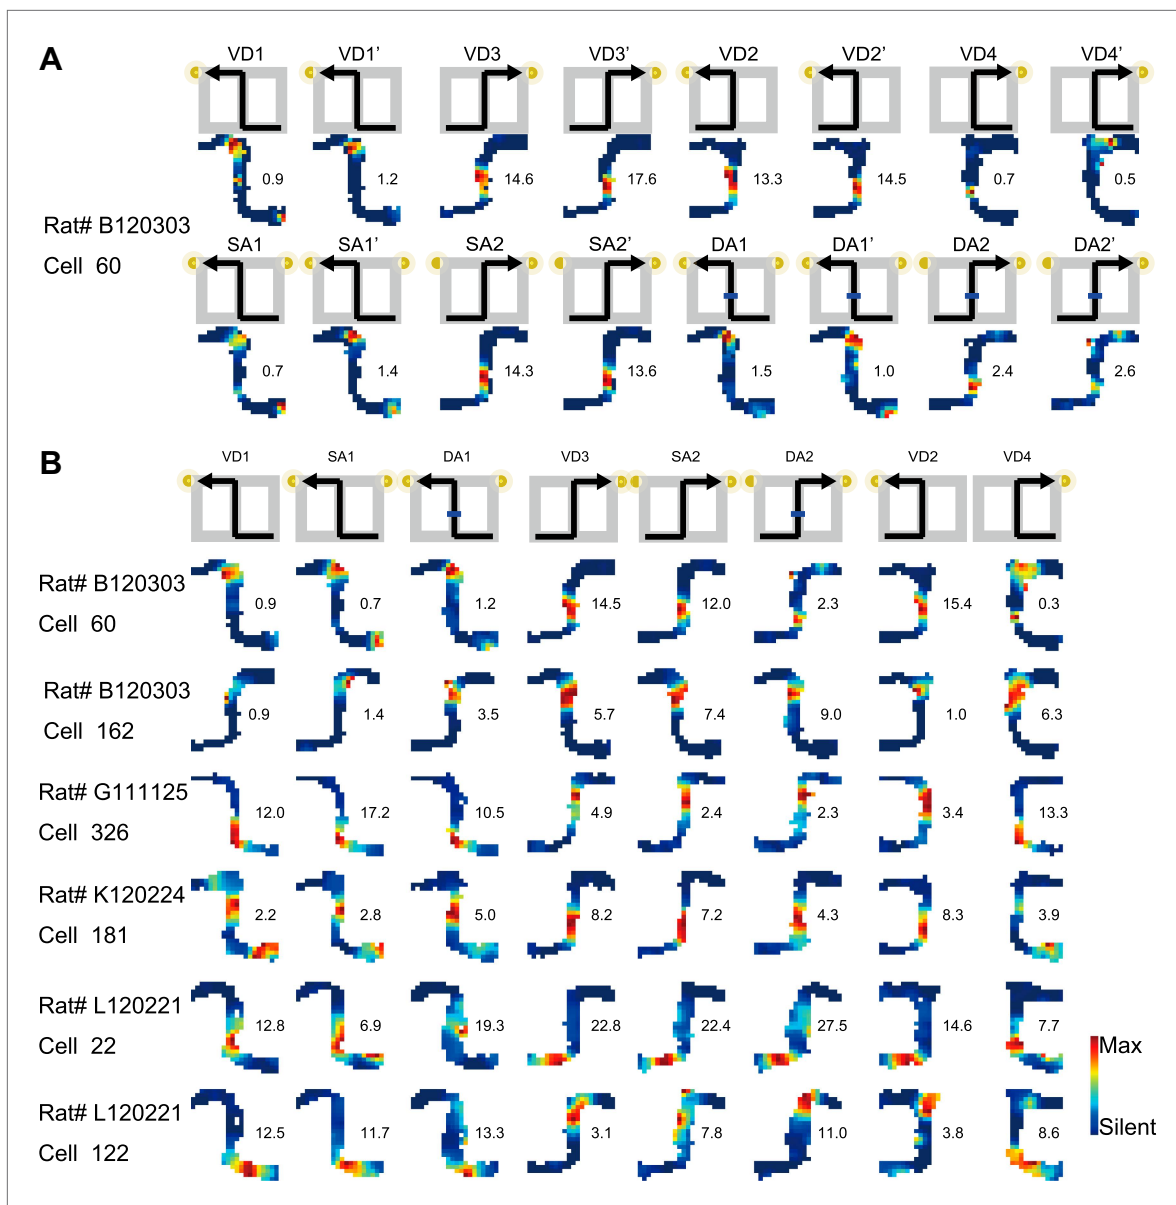 A
VD1 VD1’ VD3 VD3’ VD2 VD2’ VD4 VD4’
0.9 1.2 14.6 17.6 13.3 14.5 0.7 0.5
Rat# B120303
Cell 60
SA1 SA1’ SA2 SA2’ DA1 DA1’ DA2 DA2’
0.7 1.4 14.3 13.6 1.5 1.0 2.4 2.6
B
VD1 SA1 DA1 VD3 SA2 DA2 VD2 VD4
Rat# B120303
Cell 60
0.9 0.7 1.2 14.5 12.0 2.3 15.4 0.3
Rat# B120303
Cell 162
0.9 1.4 3.5 5.7 7.4 9.0 1.0 6.3
Rat# G111125
Cell 326
12.0 17.2 10.5 4.9 2.4 2.3 3.4 13.3
Rat# K120224
Cell 181
2.2 2.8 5.0 8.2 7.2 4.3 8.3 3.9
Rat# L120221
Cell 22
12.8 6.9 19.3 22.8 22.4 27.5 14.6 7.7
Max
Silent
Rat# L120221
Cell 122
12.5 11.7 13.3 3.1 7.8 11.0 3.8 8.6